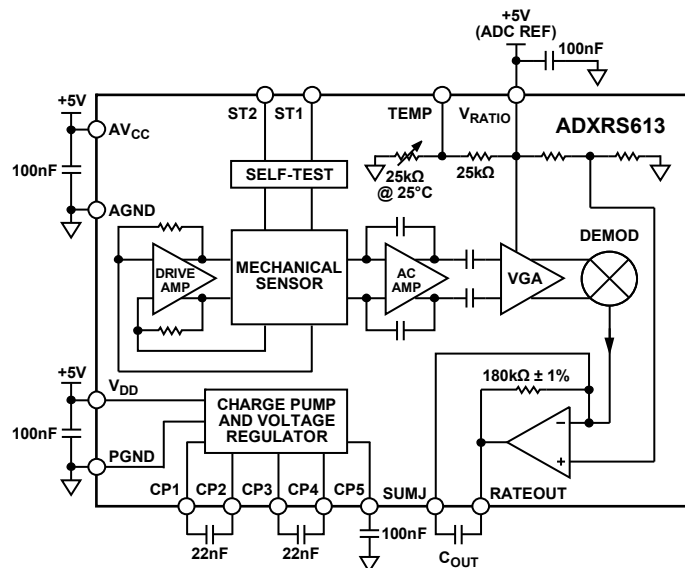 +5V
(ADC REF)
100nF
+5V
ST2
ST1
TEMP
VRATIO
ADXRS613
AVCC
100nF
25kΩ
@ 25°C
25kΩ
SELF-TEST
AGND
DEMOD
DRIVE
AMP
MECHANICAL
SENSOR
AC
AMP
VGA
+5V
VDD
180kΩ ± 1%
100nF
CHARGE PUMP
AND VOLTAGE
REGULATOR
–
+
PGND
CP1
CP2
CP3
CP4
CP5
SUMJ
RATEOUT
22nF
22nF
100nF
COUT